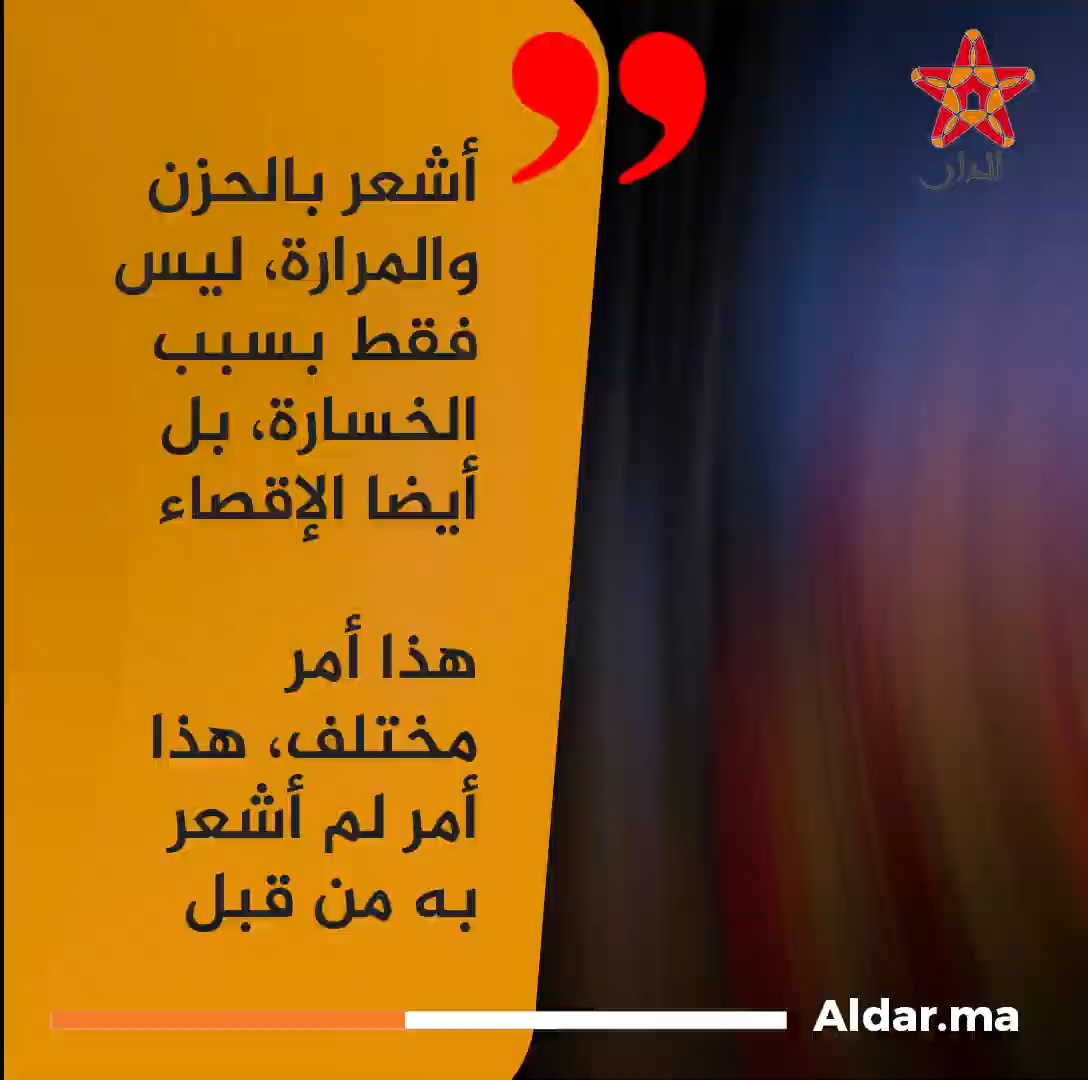 الدار
أشعر بالحزن
والمرارة، ليس
فقط بسبب
الخسارة، بل
أيضا الإقصاء
هذا أمر
مختلف، هذا
أمر لم أشعر
به من قبل
Aldar.ma